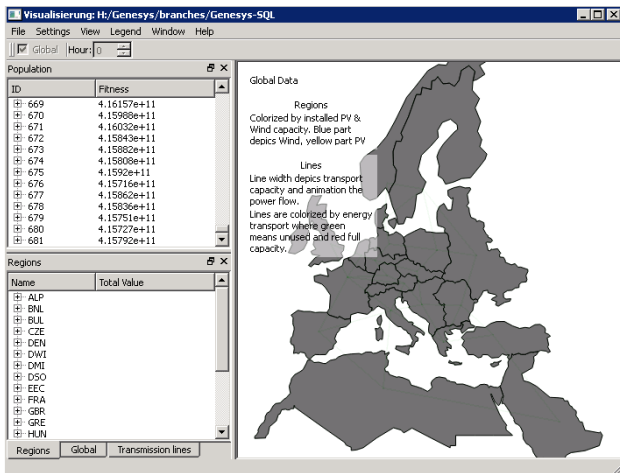 Visualisierung: H:/Genesys/branches/Genesys-SQL
File Settings View Legend Window Help
Global Hour: 0
Population
ID Fitness
669 4.16157e+11
670 4.15988e+11
671 4.16032e+11
672 4.15843e+11
673 4.15882e+11
674 4.15808e+11
675 4.1592e+11
676 4.15716e+11
677 4.15862e+11
678 4.15836e+11
679 4.15751e+11
680 4.15727e+11
681 4.15792e+11
Regions
Name Total Value
ALP
BNL
BUL
CZE
DEN
DWI
DMI
DSO
EEC
FRA
GBR
GRE
HUN
Regions Global Transmission lines
Global Data
Regions
Colorized by installed PV &
Wind capacity. Blue part
depics Wind, yellow part PV
Lines
Line width depics transport
capacity and animation the
power flow.
Lines are colorized by energy
transport where green
means unused and red full
capacity.